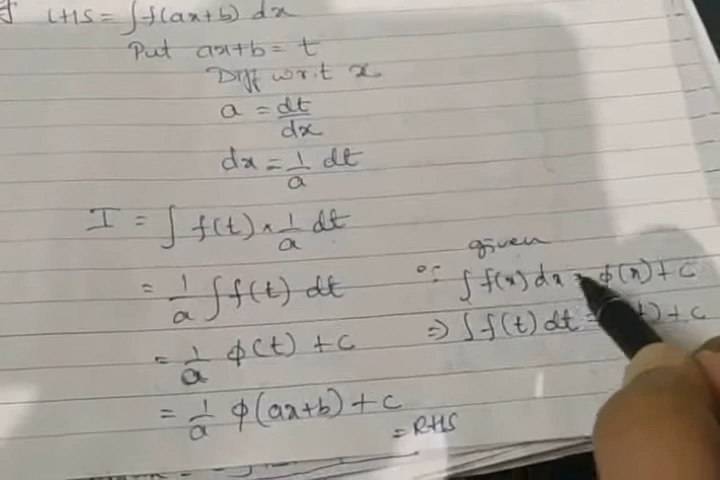 LHS = ∫f(ax+b) dx
Put ax+b = t
Diff w.r.t x
a = dt/dx
dx = 1/a dt
I = ∫ f(t) × 1/a dt
= 1/a ∫ f(t) dt
= 1/a ϕ(t) + c
= 1/a ϕ(ax+b) + c
= RHS
given
∵ ∫ f(x) dx = ϕ(x) + c
⇒ ∫ f(t) dt = t) + c